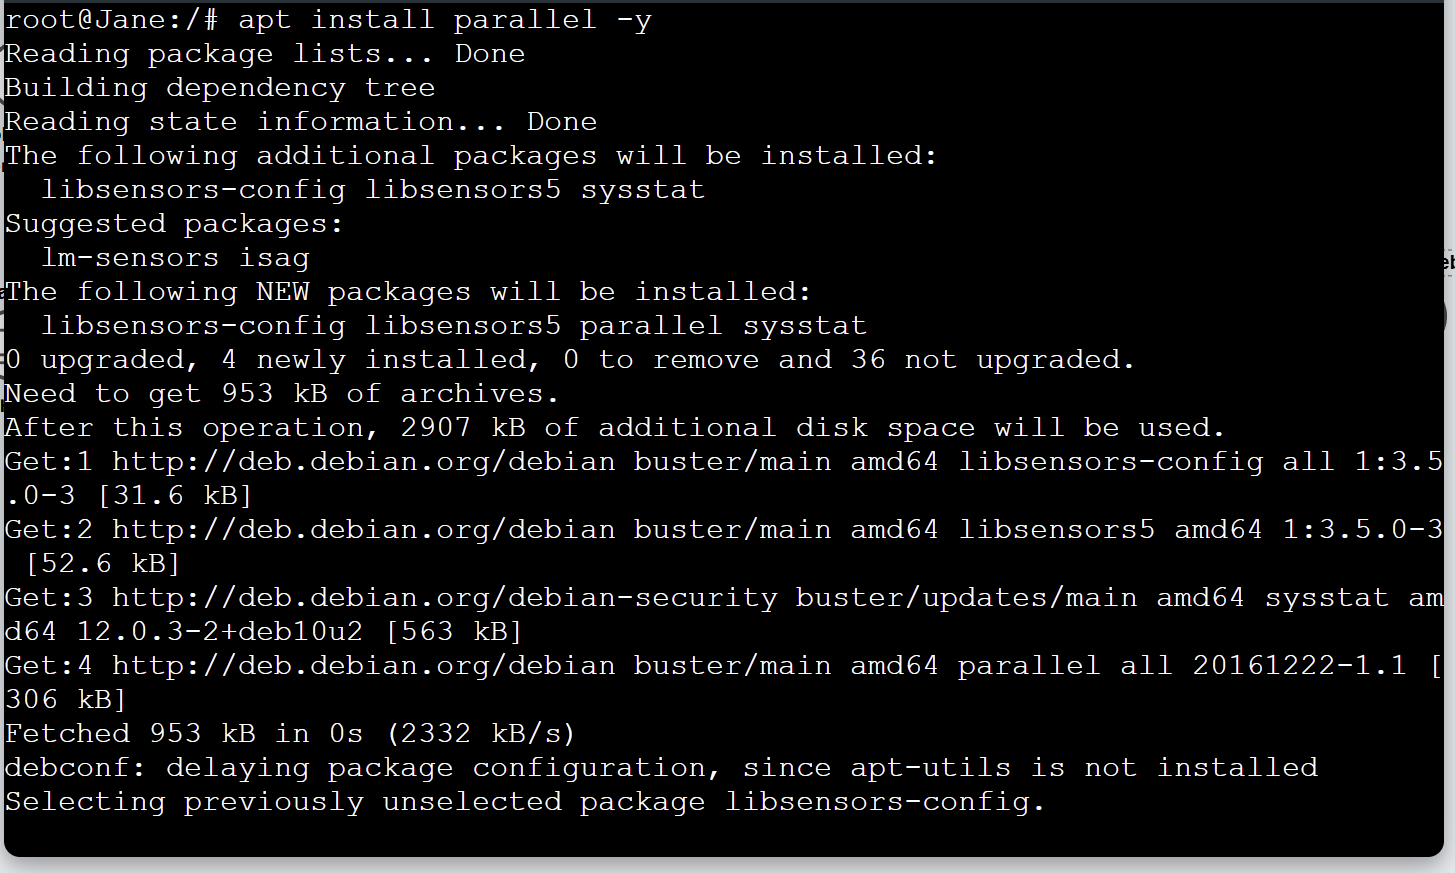 root@Jane:/# apt install parallel -y
Reading package lists... Done
Building dependency tree
Reading state information... Done
The following additional packages will be installed:
  libsensors-config libsensors5 sysstat
Suggested packages:
  lm-sensors isag
The following NEW packages will be installed:
  libsensors-config libsensors5 parallel sysstat
0 upgraded, 4 newly installed, 0 to remove and 36 not upgraded.
Need to get 953 kB of archives.
After this operation, 2907 kB of additional disk space will be used.
Get:1 http://deb.debian.org/debian buster/main amd64 libsensors-config all 1:3.5
.0-3 [31.6 kB]
Get:2 http://deb.debian.org/debian buster/main amd64 libsensors5 amd64 1:3.5.0-3
 [52.6 kB]
Get:3 http://deb.debian.org/debian-security buster/updates/main amd64 sysstat am
d64 12.0.3-2+deb10u2 [563 kB]
Get:4 http://deb.debian.org/debian buster/main amd64 parallel all 20161222-1.1 [
306 kB]
Fetched 953 kB in 0s (2332 kB/s)
debconf: delaying package configuration, since apt-utils is not installed
Selecting previously unselected package libsensors-config.